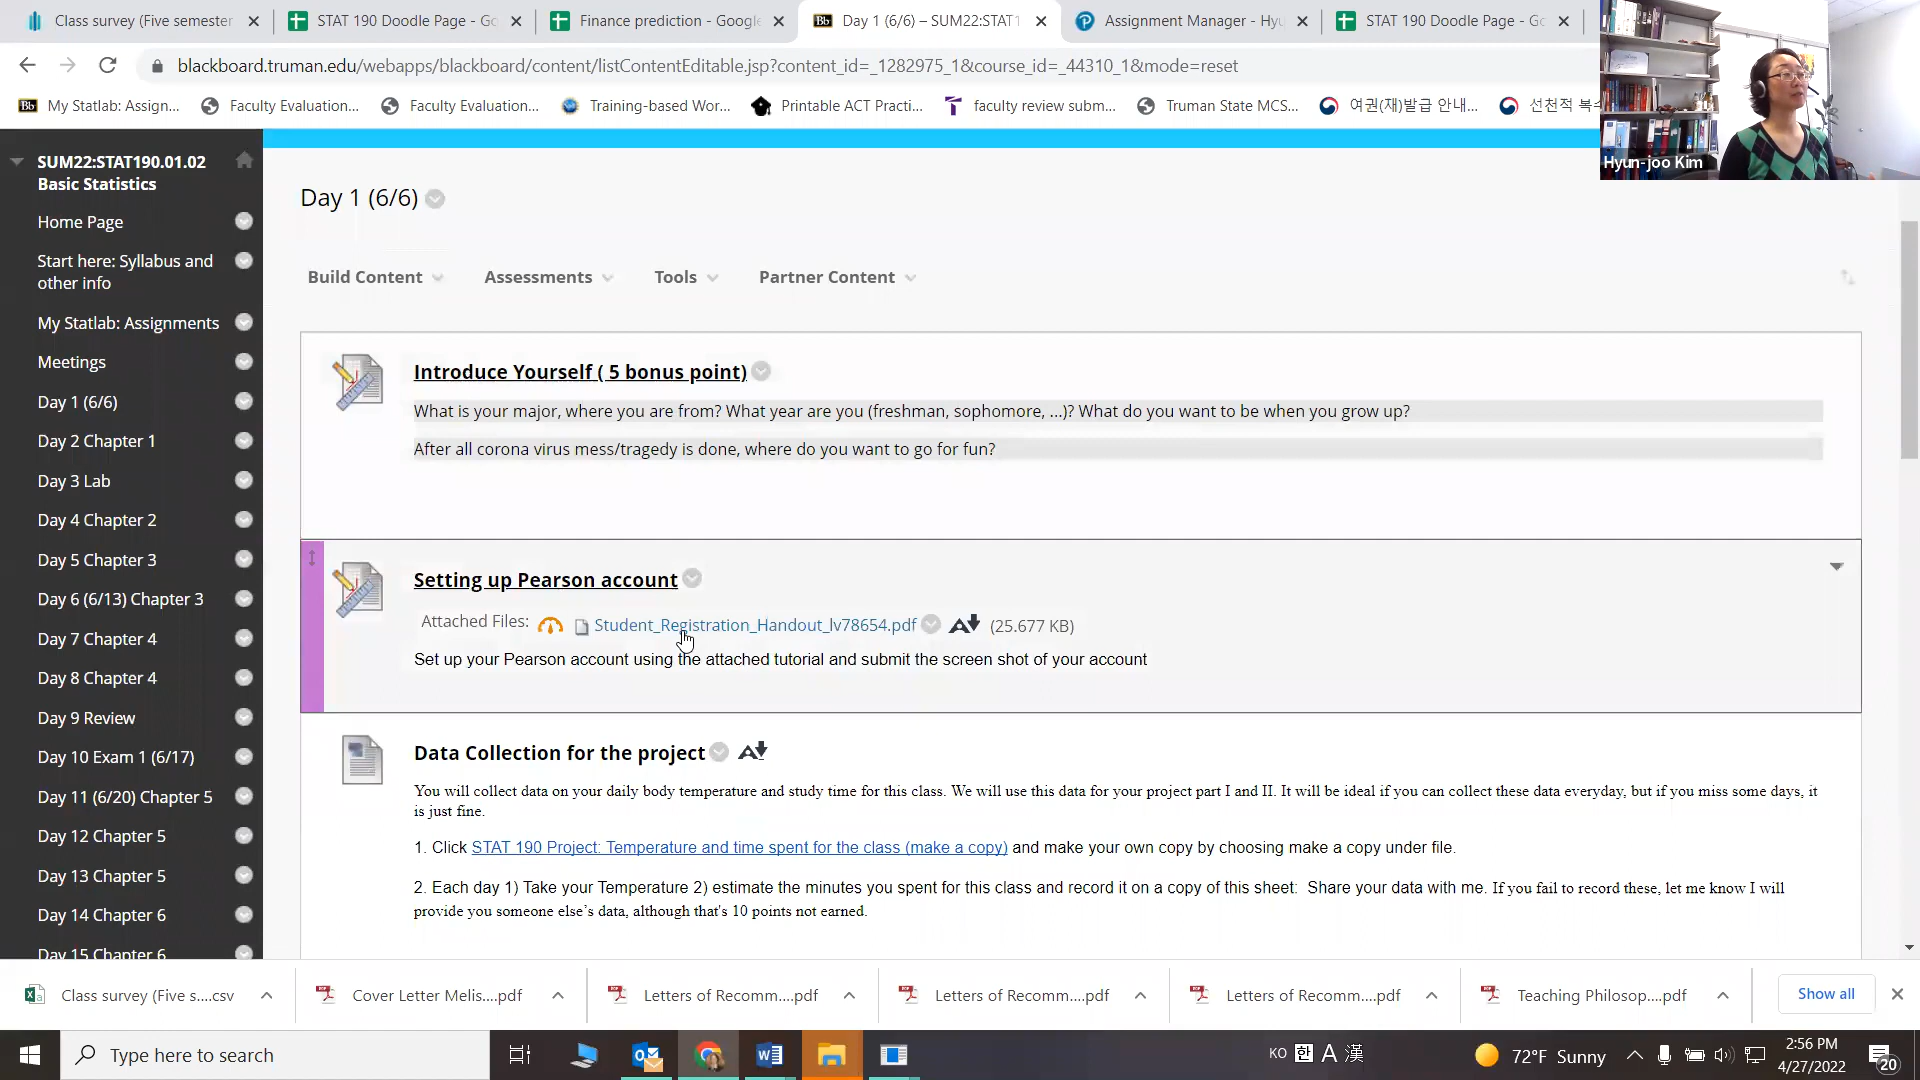 Class survey (Five semester
STAT 190 Doodle Page - Go
Finance prediction - Google
Day 1 (6/6) – SUM22:STAT1
Assignment Manager - Hyu
STAT 190 Doodle Page - Go
blackboard.truman.edu/webapps/blackboard/content/listContentEditable.jsp?content_id=_1282975_1&course_id=_44310_1&mode=reset
My Statlab: Assign...
Faculty Evaluation...
Faculty Evaluation...
Training-based Wor...
Printable ACT Practi...
faculty review subm...
Truman State MCS...
여권(재)발급 안내...
선천적 복수
Hyun-joo Kim
SUM22:STAT190.01.02
Basic Statistics
Home Page
Start here: Syllabus and
other info
My Statlab: Assignments
Meetings
Day 1 (6/6)
Day 2 Chapter 1
Day 3 Lab
Day 4 Chapter 2
Day 5 Chapter 3
Day 6 (6/13) Chapter 3
Day 7 Chapter 4
Day 8 Chapter 4
Day 9 Review
Day 10 Exam 1 (6/17)
Day 11 (6/20) Chapter 5
Day 12 Chapter 5
Day 13 Chapter 5
Day 14 Chapter 6
Day 15 Chapter 6
Day 1 (6/6)
Build Content
Assessments
Tools
Partner Content
Introduce Yourself ( 5 bonus point)
What is your major, where you are from? What year are you (freshman, sophomore, ...)? What do you want to be when you grow up?
After all corona virus mess/tragedy is done, where do you want to go for fun?
Setting up Pearson account
Attached Files: Student_Registration_Handout_lv78654.pdf (25.677 KB)
Set up your Pearson account using the attached tutorial and submit the screen shot of your account
Data Collection for the project
You will collect data on your daily body temperature and study time for this class. We will use this data for your project part I and II. It will be ideal if you can collect these data everyday, but if you miss some days, it
is just fine.
1. Click STAT 190 Project: Temperature and time spent for the class (make a copy) and make your own copy by choosing make a copy under file.
2. Each day 1) Take your Temperature 2) estimate the minutes you spent for this class and record it on a copy of this sheet: Share your data with me. If you fail to record these, let me know I will
provide you someone else's data, although that's 10 points not earned.
Class survey (Five s....csv
Cover Letter Melis....pdf
Letters of Recomm....pdf
Letters of Recomm....pdf
Letters of Recomm....pdf
Teaching Philosop....pdf
Show all
Type here to search
KO 한 A 漢
72°F Sunny
2:56 PM
4/27/2022
20